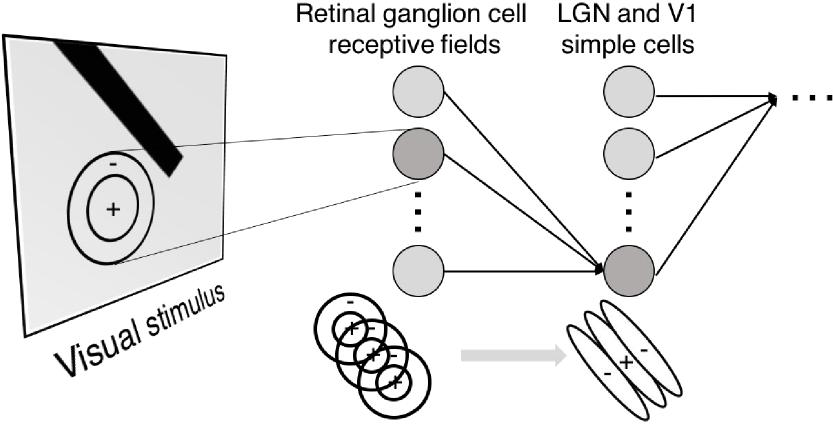 Retinal ganglion cell
receptive fields
LGN and V1
simple cells
-
+
Visual stimulus
-
+
-
+
-
+
-
+
-